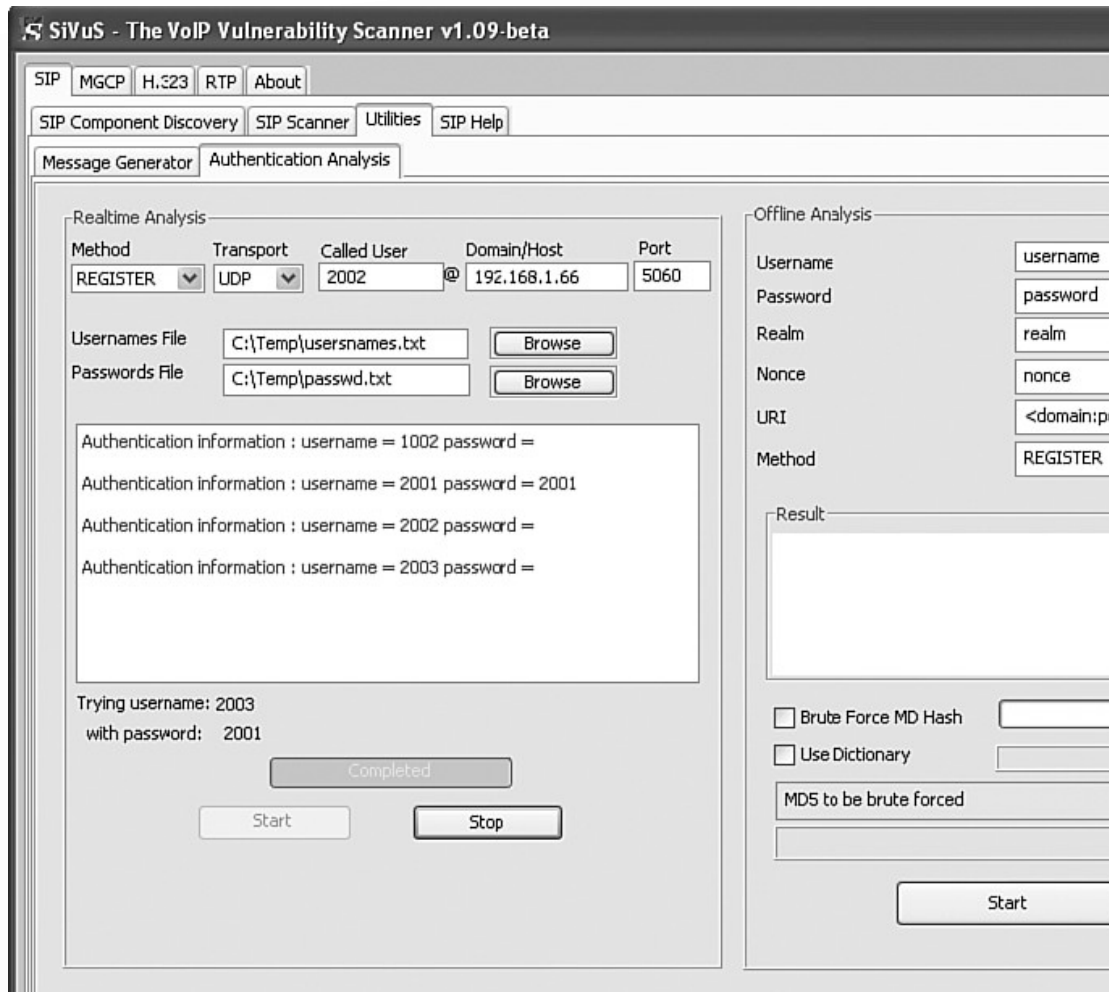 SiVuS - The VoIP Vulnerability Scanner v1.09-beta
SIP MGCP H.323 RTP About
SIP Component Discovery SIP Scanner Utilities SIP Help
Message Generator Authentication Analysis
Realtime Analysis
Method Transport Called User Domain/Host Port
REGISTER UDP 2002 @ 192.168.1.66 5060
Usernames File C:\Temp\usersnames.txt Browse
Passwords File C:\Temp\passwd.txt Browse
Authentication information : username = 1002 password =
Authentication information : username = 2001 password = 2001
Authentication information : username = 2002 password =
Authentication information : username = 2003 password =
Trying username: 2003
with password: 2001
Completed
Start Stop
Offline Analysis
Username username
Password password
Realm realm
Nonce nonce
URI <domain:p
Method REGISTER
Result
Brute Force MD Hash
Use Dictionary
MD5 to be brute forced
Start